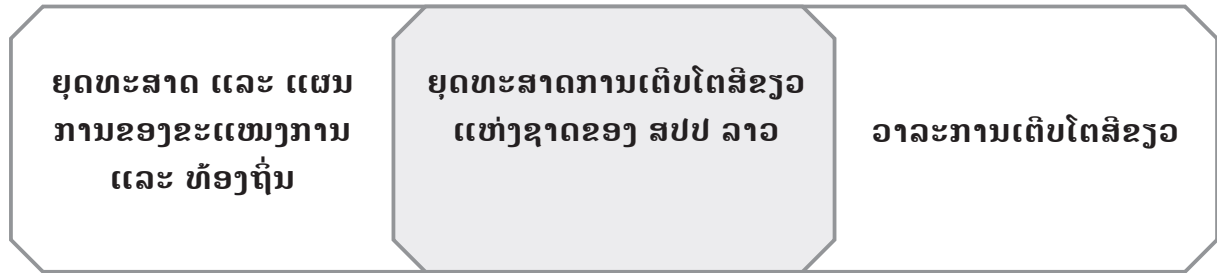 ຍຸດທະສາດ ແລະ ແຜນ
ການຂອງຂະແໜງການ
ແລະ ທ້ອງຖິ່ນ
ຍຸດທະສາດການເຕີບໂຕສີຂຽວ
ແຫ່ງຊາດຂອງ ສປປ ລາວ
ວາລະການເຕີບໂຕສີຂຽວ